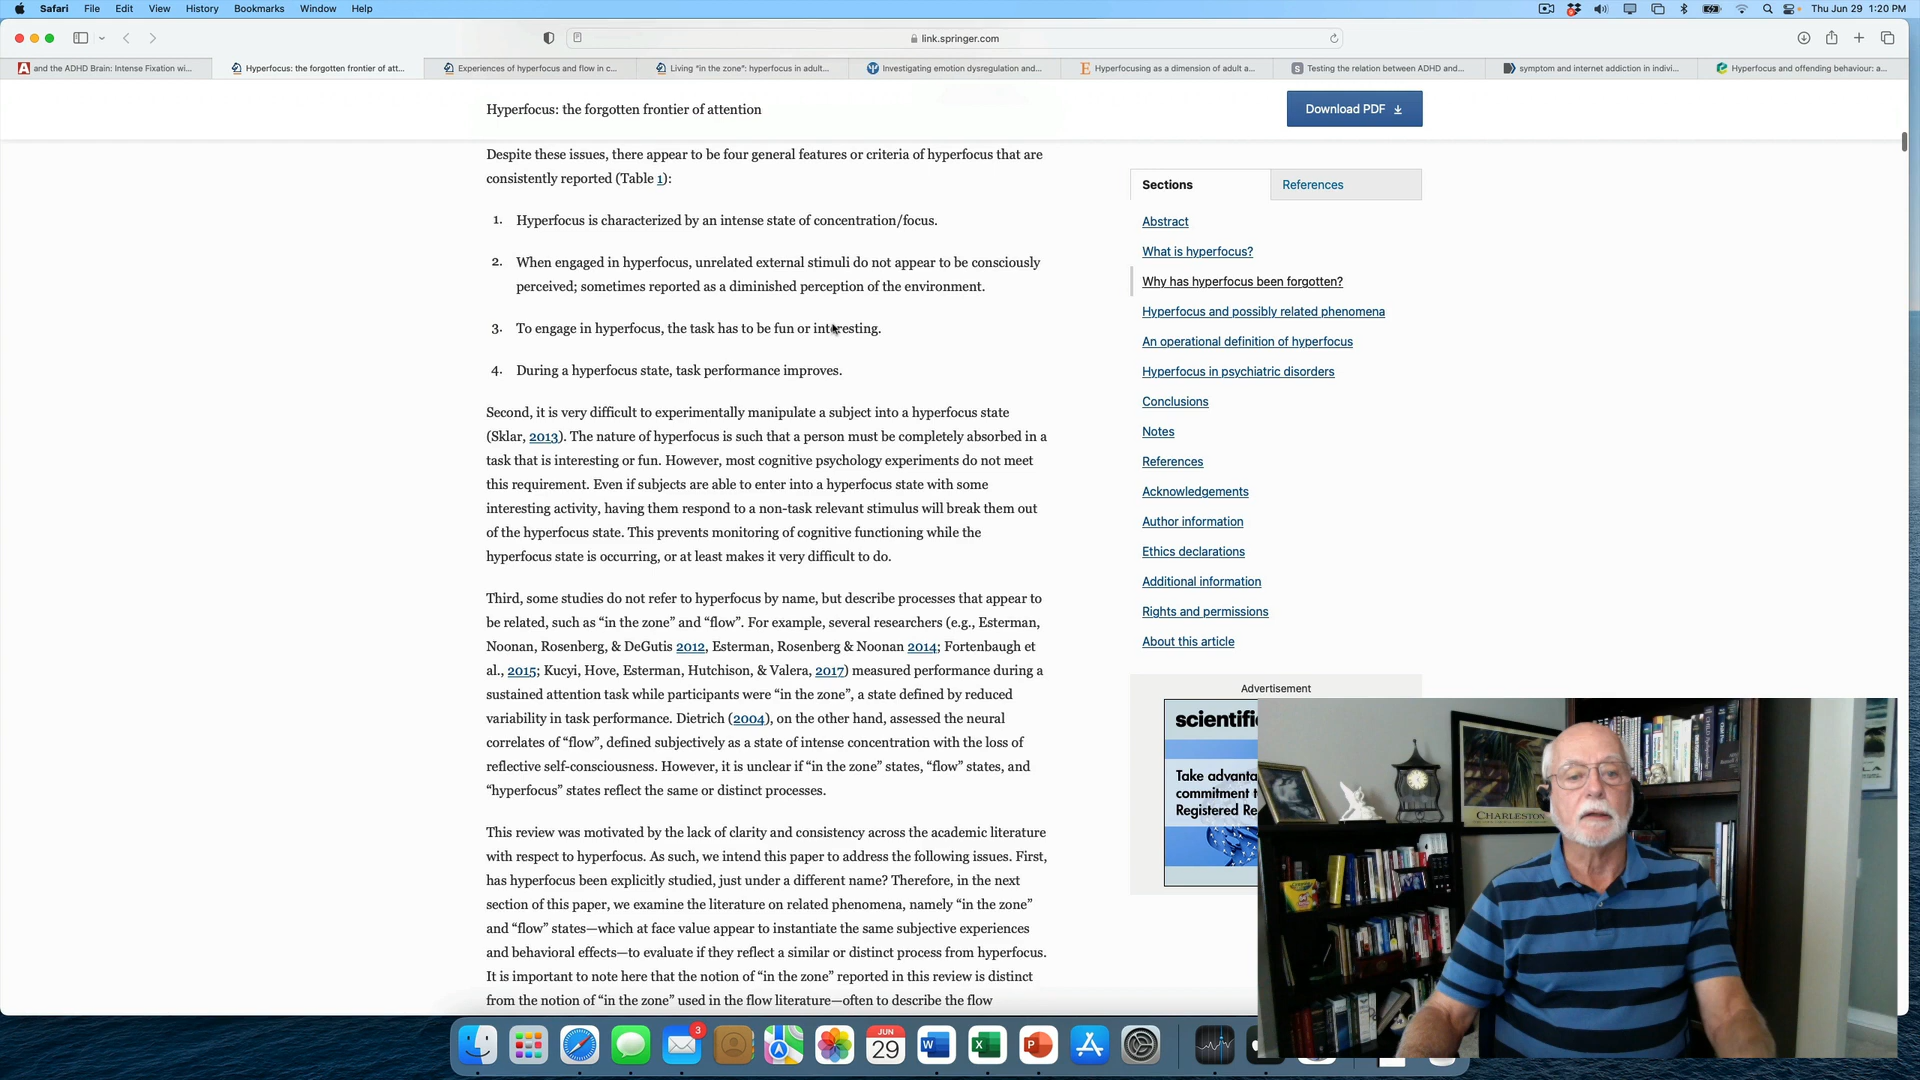 Safari File Edit View History Bookmarks Window Help
Thu Jun 29 1:20 PM
link.springer.com
and the ADHD Brain: Intense Fixation wi...
Hyperfocus: the forgotten frontier of att...
Experiences of hyperfocus and flow in c...
Living "in the zone": hyperfocus in adult...
Investigating emotion dysregulation and...
Hyperfocusing as a dimension of adult a...
Testing the relation between ADHD and...
symptom and internet addiction in indivi...
Hyperfocus and offending behaviour: a...
Hyperfocus: the forgotten frontier of attention
Download PDF
Despite these issues, there appear to be four general features or criteria of hyperfocus that are
consistently reported (Table 1):
1. Hyperfocus is characterized by an intense state of concentration/focus.
2. When engaged in hyperfocus, unrelated external stimuli do not appear to be consciously
perceived; sometimes reported as a diminished perception of the environment.
3. To engage in hyperfocus, the task has to be fun or interesting.
4. During a hyperfocus state, task performance improves.
Second, it is very difficult to experimentally manipulate a subject into a hyperfocus state
(Sklar, 2013). The nature of hyperfocus is such that a person must be completely absorbed in a
task that is interesting or fun. However, most cognitive psychology experiments do not meet
this requirement. Even if subjects are able to enter into a hyperfocus state with some
interesting activity, having them respond to a non-task relevant stimulus will break them out
of the hyperfocus state. This prevents monitoring of cognitive functioning while the
hyperfocus state is occurring, or at least makes it very difficult to do.
Third, some studies do not refer to hyperfocus by name, but describe processes that appear to
be related, such as “in the zone” and “flow”. For example, several researchers (e.g., Esterman,
Noonan, Rosenberg, & DeGutis 2012, Esterman, Rosenberg & Noonan 2014; Fortenbaugh et
al., 2015; Kucyi, Hove, Esterman, Hutchison, & Valera, 2017) measured performance during a
sustained attention task while participants were “in the zone”, a state defined by reduced
variability in task performance. Dietrich (2004), on the other hand, assessed the neural
correlates of “flow”, defined subjectively as a state of intense concentration with the loss of
reflective self-consciousness. However, it is unclear if “in the zone” states, “flow” states, and
“hyperfocus” states reflect the same or distinct processes.
This review was motivated by the lack of clarity and consistency across the academic literature
with respect to hyperfocus. As such, we intend this paper to address the following issues. First,
has hyperfocus been explicitly studied, just under a different name? Therefore, in the next
section of this paper, we examine the literature on related phenomena, namely “in the zone”
and “flow” states—which at face value appear to instantiate the same subjective experiences
and behavioral effects—to evaluate if they reflect a similar or distinct process from hyperfocus.
It is important to note here that the notion of “in the zone” reported in this review is distinct
from the notion of “in the zone” used in the flow literature—often to describe the flow
Sections
References
Abstract
What is hyperfocus?
Why has hyperfocus been forgotten?
Hyperfocus and possibly related phenomena
An operational definition of hyperfocus
Hyperfocus in psychiatric disorders
Conclusions
Notes
References
Acknowledgements
Author information
Ethics declarations
Additional information
Rights and permissions
About this article
Advertisement
scientifi
Take advanta
commitment t
Registered Re
CHARLESTON
3
JUN
29